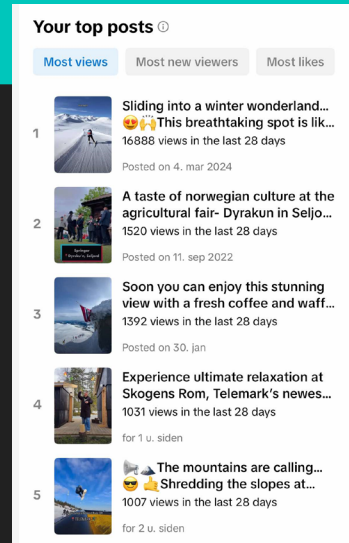 Your top posts
Most views
Most new viewers
Most likes
1
Sliding into a winter wonderland...
😍🙌This breathtaking spot is lik...
16888 views in the last 28 days
Posted on 4. mar 2024
2
A taste of norwegian culture at the
agricultural fair- Dyrakun in Seljo...
1520 views in the last 28 days
Posted on 11. sep 2022
3
Soon you can enjoy this stunning
view with a fresh coffee and waff...
1392 views in the last 28 days
Posted on 30. jan
4
Experience ultimate relaxation at
Skogens Rom, Telemark's newes...
1031 views in the last 28 days
for 1 u. siden
5
📢🏔️The mountains are calling...
😎 🤙Shredding the slopes at...
1007 views in the last 28 days
for 2 u. siden